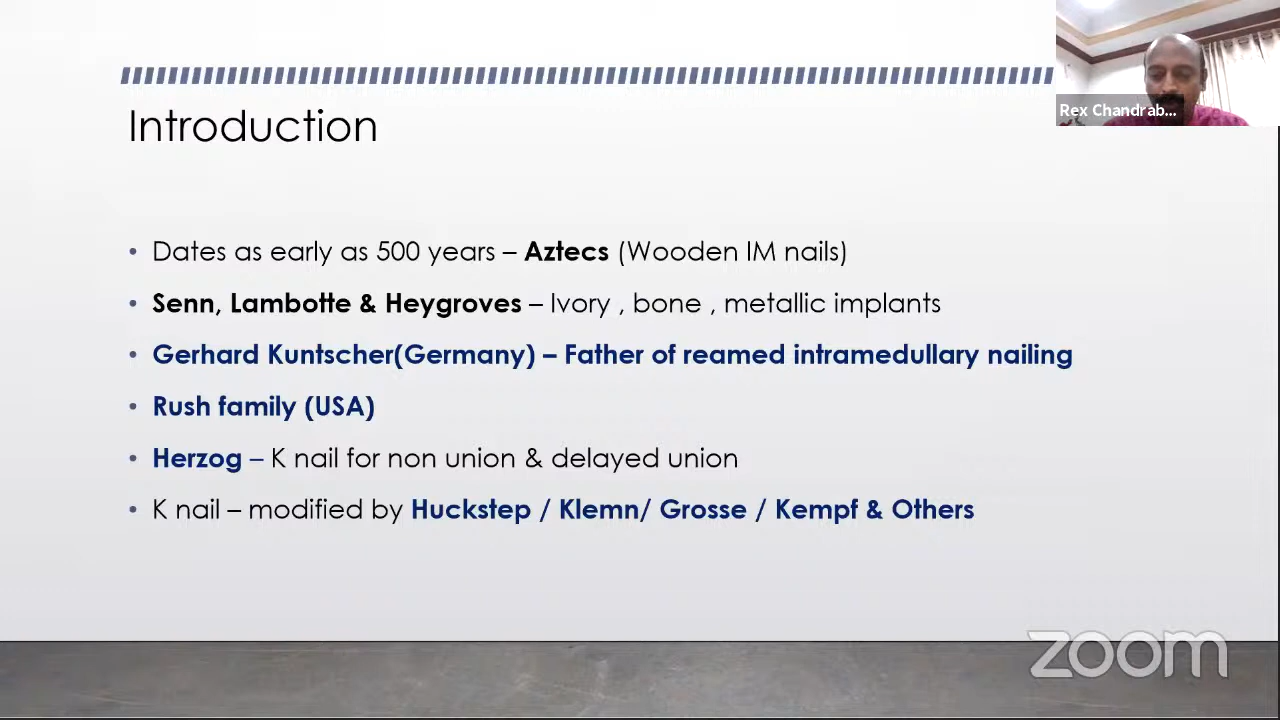 Rex Chandrab...
Introduction
• Dates as early as 500 years – Aztecs (Wooden IM nails)
• Senn, Lambotte & Heygroves – Ivory , bone , metallic implants
• Gerhard Kuntscher(Germany) – Father of reamed intramedullary nailing
• Rush family (USA)
• Herzog – K nail for non union & delayed union
• K nail – modified by Huckstep / Klemn/ Grosse / Kempf & Others
zoom